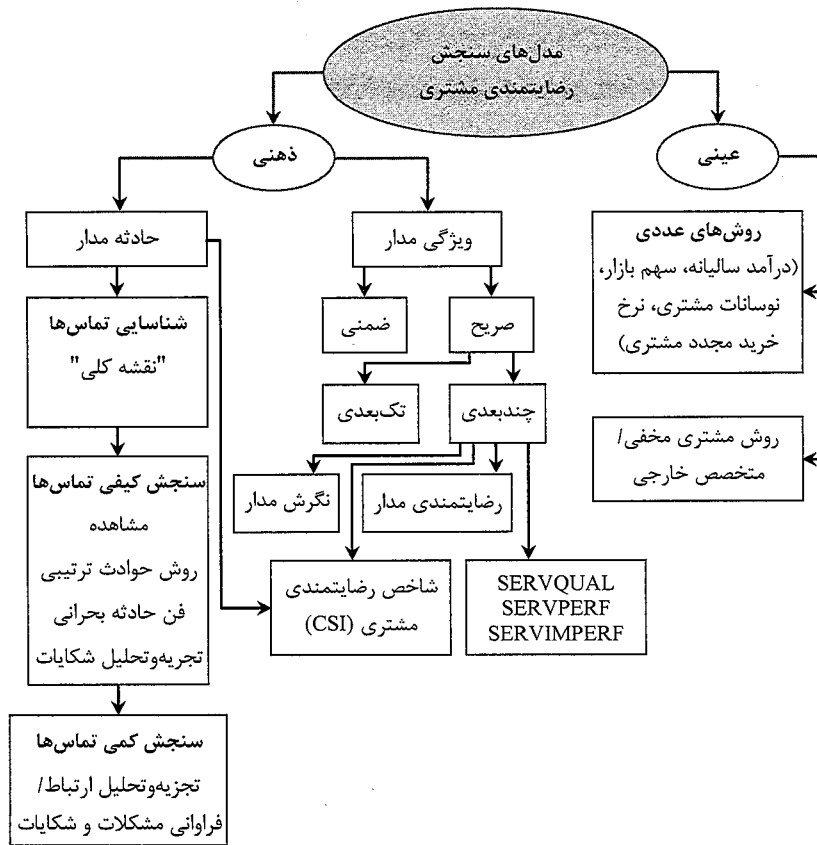 مدل‌های سنجش
رضایتمندی مشتری
عینی
ذهنی
روش‌های عددی
(درآمد سالیانه، سهم بازار،
نوسانات مشتری، نرخ
خرید مجدد مشتری)
روش مشتری مخفی/
متخصص خارجی
ویژگی مدار
حادثه مدار
صریح
ضمنی
چندبعدی
تک‌بعدی
رضایتمندی مدار
نگرش مدار
SERVQUAL
SERVPERF
SERVIMPERF
شاخص رضایتمندی
مشتری (CSI)
شناسایی تماس‌ها
"نقشه کلی"
سنجش کیفی تماس‌ها
مشاهده
روش حوادث ترتیبی
فن حادثه بحرانی
تجریه‌وتحلیل شکایات
سنجش کمی تماس‌ها
تجزیه‌وتحلیل ارتباط/
فراوانی مشکلات و شکایات